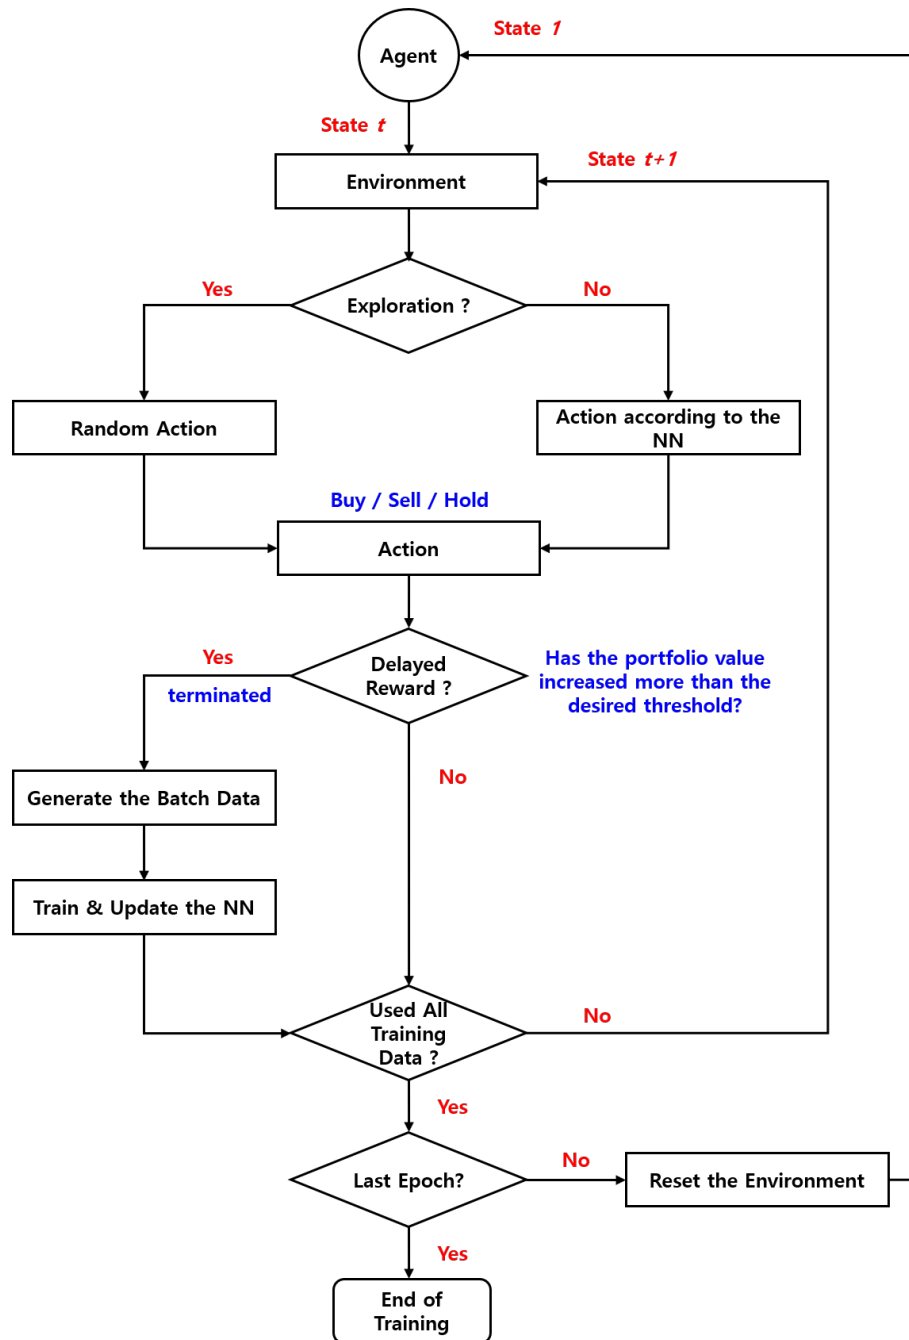 State 1
Agent
State t
State t+1
Environment
Yes
Exploration ?
No
Random Action
Action according to the
NN
Buy / Sell / Hold
Action
Yes
terminated
Delayed
Reward ?
Has the portfolio value
increased more than the
desired threshold?
No
Generate the Batch Data
Train & Update the NN
Used All
Training
Data ?
No
Yes
Last Epoch?
No
Reset the Environment
Yes
End of
Training